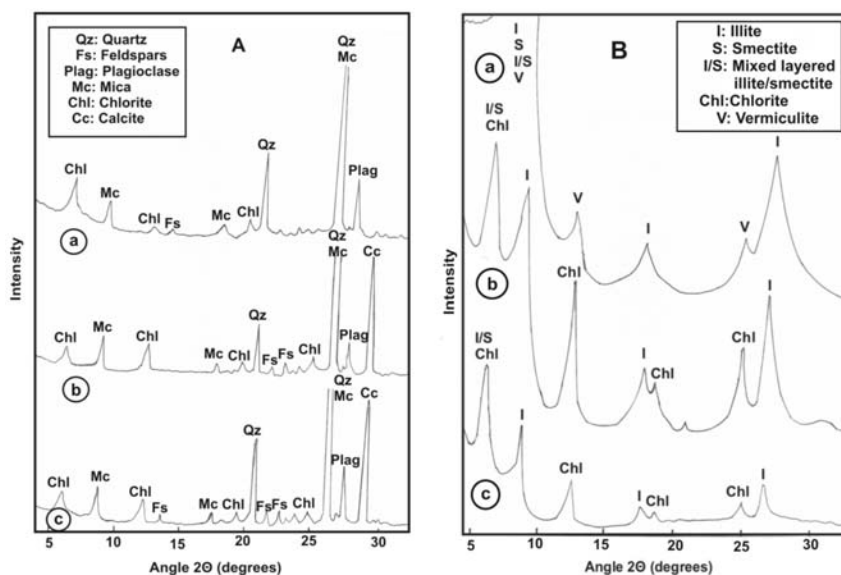 Qz: Quartz
Fs: Feldspars
Plag: Plagioclase
Mc: Mica
Chl: Chlorite
Cc: Calcite
A
Qz
Mc
Chl
Mc
Chl
Fs
Mc
Chl
Qz
Plag
a
Qz
Mc
Cc
Chl
Mc
Chl
Mc
Chl
Qz
Fs
Fs
Chl
Plag
b
Qz
Mc
Cc
Chl
Mc
Chl
Fs
Mc
Chl
Qz
Fs
Fs
Chl
Plag
c
Intensity
5
10
15
20
25
30
Angle 2Θ (degrees)
B
I: Illite
S: Smectite
I/S: Mixed layered
illite/smectite
Chl:Chlorite
V: Vermiculite
I
S
I/S
V
a
V
I
V
I
I/S
Chl
I
b
Chl
I
Chl
Chl
I
I/S
Chl
I
c
Chl
I
Chl
Chl
I
Intensity
5
10
15
20
25
30
Angle 2Θ (degrees)